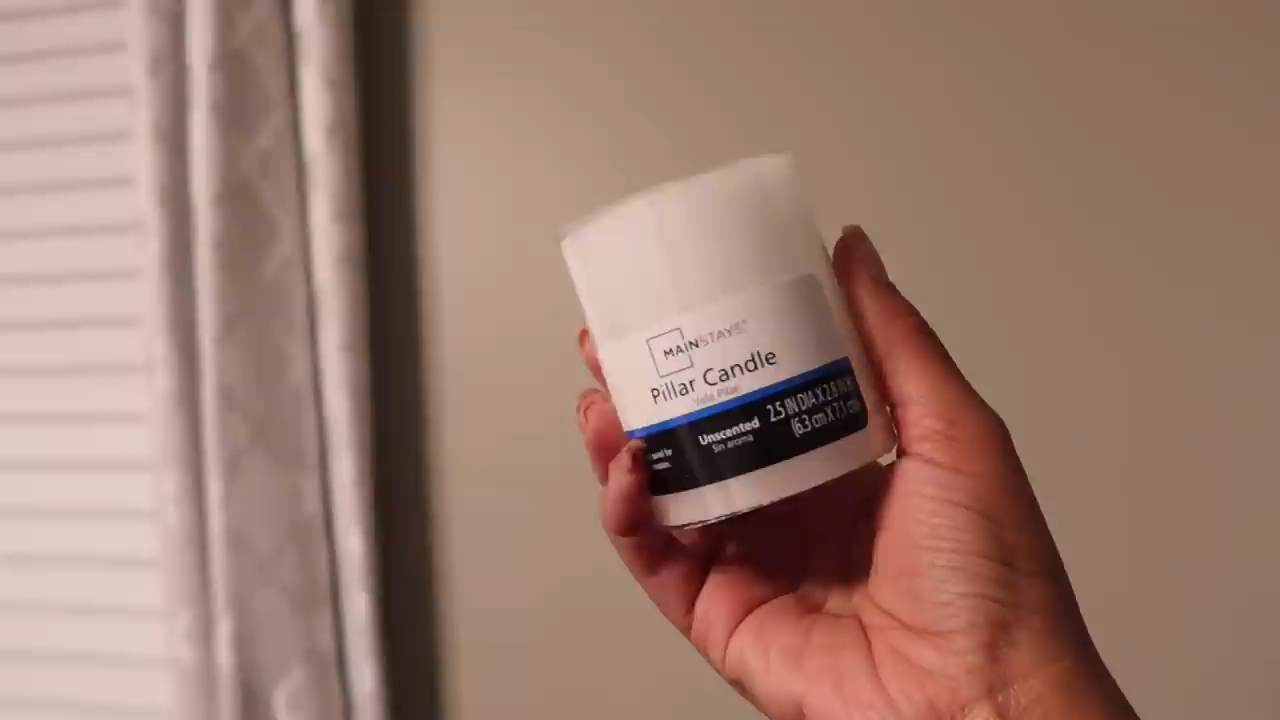 MAINSTAYS
Pillar Candle
Vela Pilar
Unscented
Sin aroma
2.5 IN DIA X 2.8 IN H
(6.3 cm X 7.1 cm)